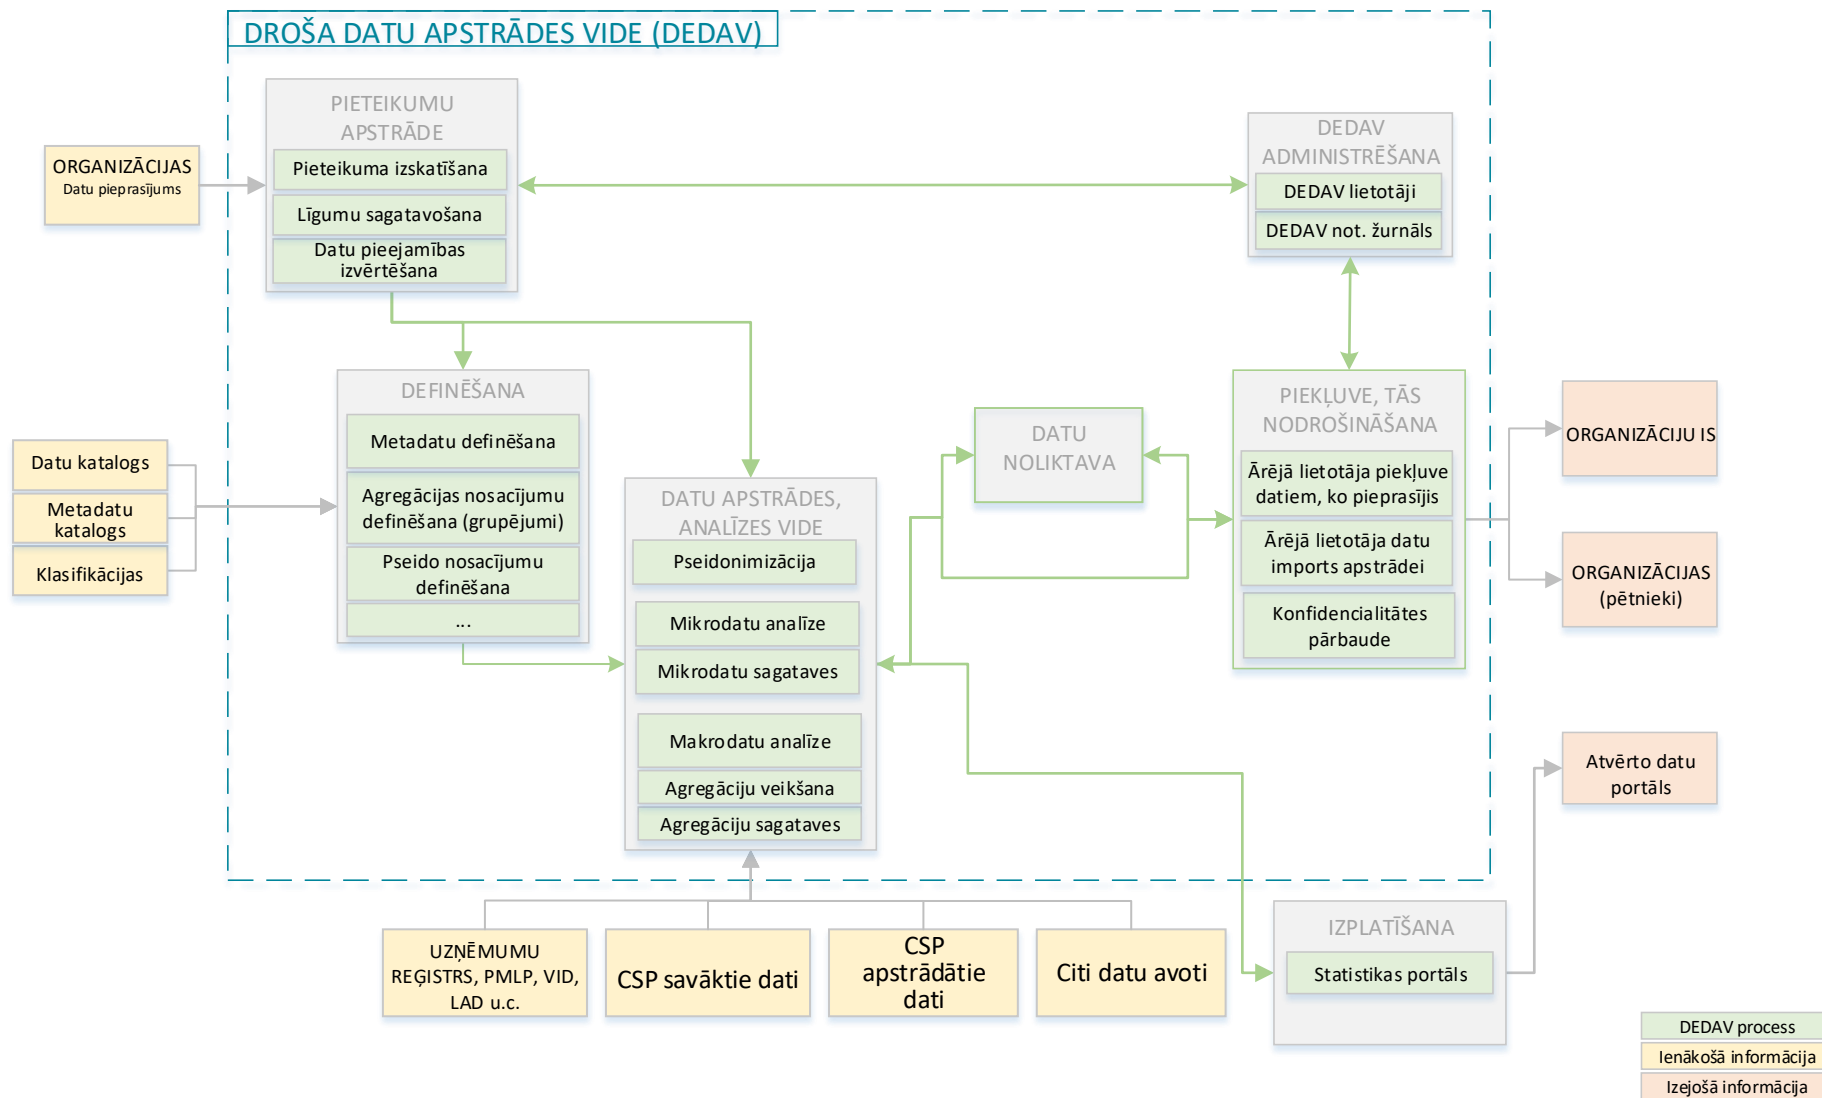 DROŠA DATU APSTRĀDES VIDE (DEDAV)
PIETEIKUMU
APSTRĀDE
Pieteikuma izskatīšana
Līgumu sagatavošana
Datu pieejamības
izvērtēšana
ORGANIZĀCIJAS
Datu pieprasījums
DEDAV
ADMINISTRĒŠANA
DEDAV lietotāji
DEDAV not. žurnāls
DEFINĒŠANA
Metadatu definēšana
Agregācijas nosacījumu
definēšana (grupējumi)
Pseido nosacījumu
definēšana
...
Datu katalogs
Metadatu
katalogs
Klasifikācijas
DATU APSTRĀDES,
ANALĪZES VIDE
Pseidonimizācija
Mikrodatu analīze
Mikrodatu sagataves
Makrodatu analīze
Agregāciju veikšana
Agregāciju sagataves
DATU
NOLIKTAVA
PIEKĻUVE, TĀS
NODROŠINĀŠANA
Ārējā lietotāja piekļuve
datiem, ko pieprasījis
Ārējā lietotāja datu
imports apstrādei
Konfidencialitātes
pārbaude
ORGANIZĀCIJU IS
ORGANIZĀCIJAS
(pētnieki)
Atvērto datu
portāls
UZŅĒMUMU
REĢISTRS, PMLP, VID,
LAD u.c.
CSP savāktie dati
CSP
apstrādātie
dati
Citi datu avoti
IZPLATĪŠANA
Statistikas portāls
DEDAV process
Ienākošā informācija
Izejošā informācija